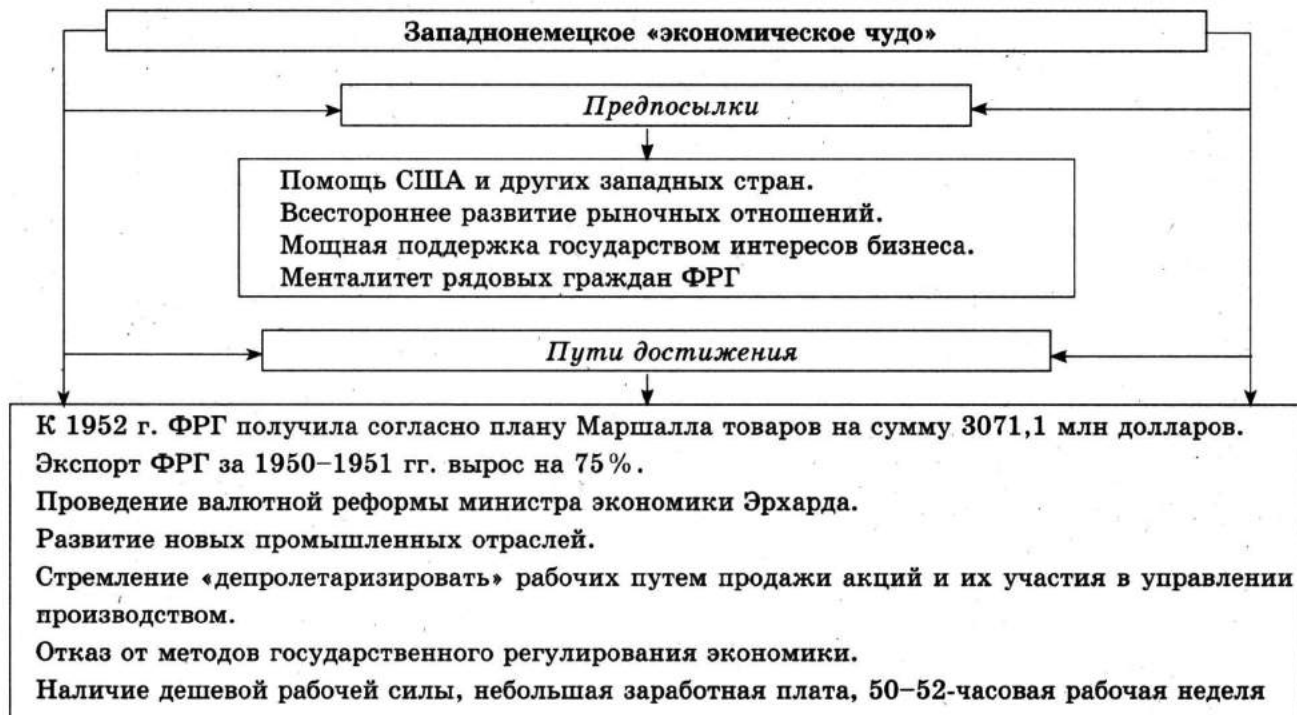 Западнонемецкое «экономическое чудо»
Предпосылки
Помощь США и других западных стран.
Всестороннее развитие рыночных отношений.
Мощная поддержка государством интересов бизнеса.
Менталитет рядовых граждан ФРГ
Пути достижения
К 1952 г. ФРГ получила согласно плану Маршалла товаров на сумму 3071,1 млн долларов.
Экспорт ФРГ за 1950–1951 гг. вырос на 75%.
Проведение валютной реформы министра экономики Эрхарда.
Развитие новых промышленных отраслей.
Стремление «депролетаризировать» рабочих путем продажи акций и их участия в управлении
производством.
Отказ от методов государственного регулирования экономики.
Наличие дешевой рабочей силы, небольшая заработная плата, 50–52-часовая рабочая неделя